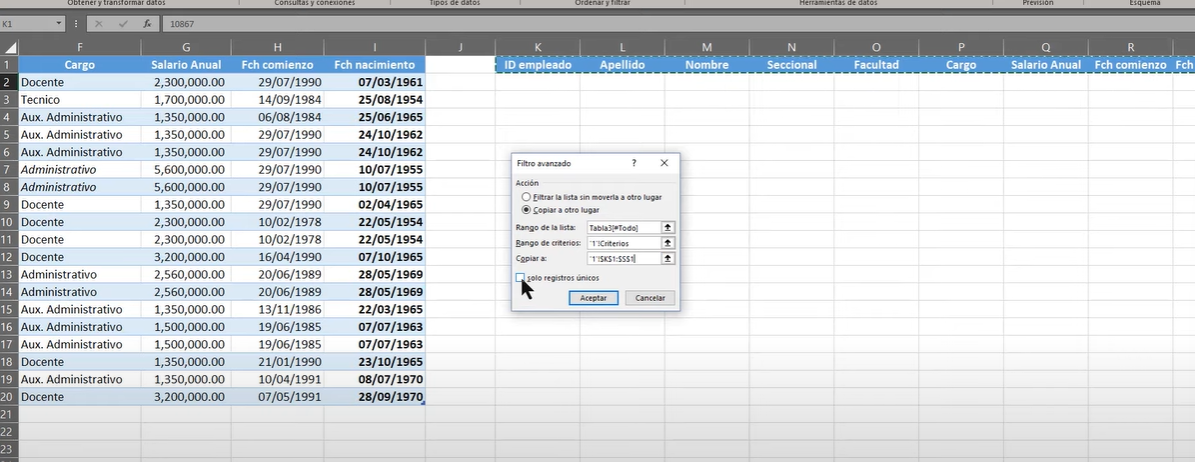 Obtener y transformar datos Consultas y conexiones Tipos de datos Ordenar y filtrar Herramientas de datos Previsión Esquema
K1 fx 10867
F G H I J K L M N O P Q R
1 Cargo Salario Anual Fch comienzo Fch nacimiento ID empleado Apellido Nombre Seccional Facultad Cargo Salario Anual Fch comienzo Fch
2 Docente 2,300,000.00 29/07/1990 07/03/1961
3 Tecnico 1,700,000.00 14/09/1984 25/08/1954
4 Aux. Administrativo 1,350,000.00 06/08/1984 25/06/1965
5 Aux. Administrativo 1,350,000.00 29/07/1990 24/10/1962
6 Aux. Administrativo 1,350,000.00 29/07/1990 24/10/1962
7 Administrativo 5,600,000.00 29/07/1990 10/07/1955
8 Administrativo 5,600,000.00 29/07/1990 10/07/1955
9 Docente 1,350,000.00 29/07/1990 02/04/1965
10 Docente 2,300,000.00 10/02/1978 22/05/1954
11 Docente 2,300,000.00 10/02/1978 22/05/1954
12 Docente 3,200,000.00 16/04/1990 07/10/1965
13 Administrativo 2,560,000.00 20/06/1989 28/05/1969
14 Administrativo 2,560,000.00 20/06/1989 28/05/1969
15 Aux. Administrativo 1,350,000.00 13/11/1986 22/03/1965
16 Aux. Administrativo 1,500,000.00 19/06/1985 07/07/1963
17 Aux. Administrativo 1,500,000.00 19/06/1985 07/07/1963
18 Docente 1,350,000.00 21/01/1990 23/10/1965
19 Aux. Administrativo 1,350,000.00 10/04/1991 08/07/1970
20 Docente 3,200,000.00 07/05/1991 28/09/1970
21
22
23
Filtro avanzado ?
Acción
Filtrar la lista sin moverla a otro lugar
Copiar a otro lugar
Rango de la lista: Tabla3[#Todo]
Rango de criterios: '1'!Criterios
Copiar a: '1'!$K$1:$S$1
Solo registros únicos
Aceptar Cancelar